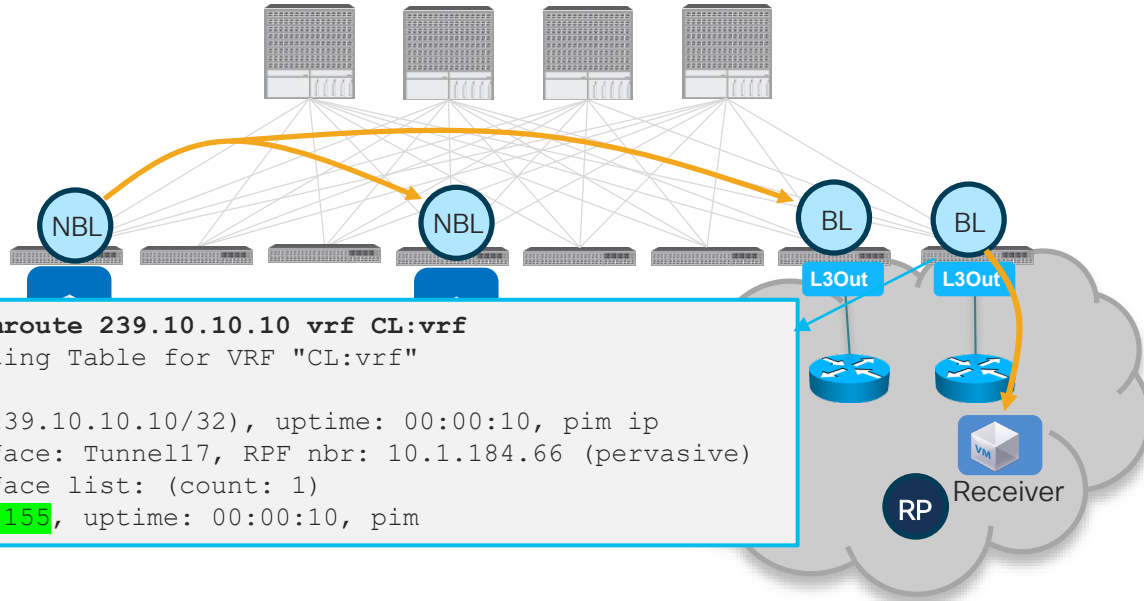 NBL
NBL
BL
BL
L3Out
L3Out
route 239.10.10.10 vrf CL:vrf
ing Table for VRF "CL:vrf"
39.10.10.10/32), uptime: 00:00:10, pim ip
ace: Tunnel17, RPF nbr: 10.1.184.66 (pervasive)
ace list: (count: 1)
155, uptime: 00:00:10, pim
VM
Receiver
RP